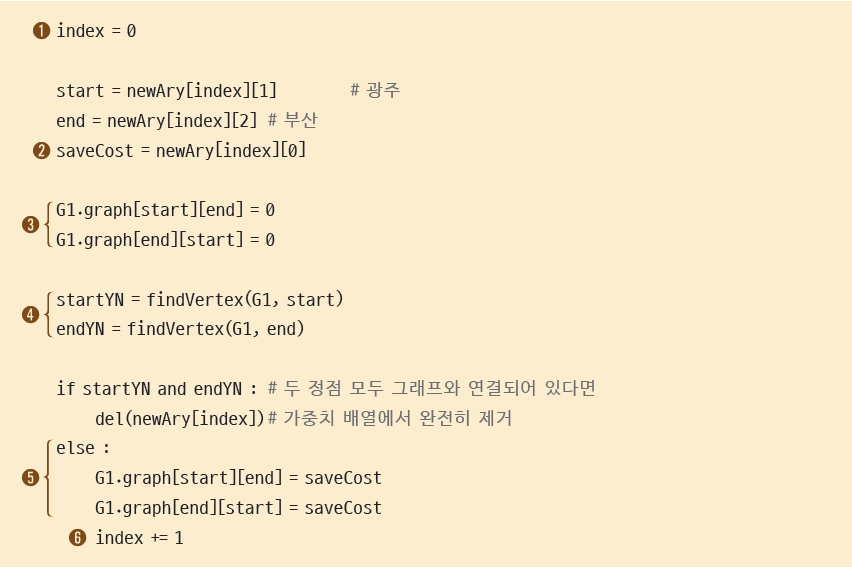 ❶ index = 0
start = newAry[index][1] # 광주
end = newAry[index][2] # 부산
❷ saveCost = newAry[index][0]
❸ G1.graph[start][end] = 0
G1.graph[end][start] = 0
❹ startYN = findVertex(G1, start)
endYN = findVertex(G1, end)
if startYN and endYN : # 두 정점 모두 그래프와 연결되어 있다면
del(newAry[index])# 가중치 배열에서 완전히 제거
❺ else :
G1.graph[start][end] = saveCost
G1.graph[end][start] = saveCost
❻ index += 1